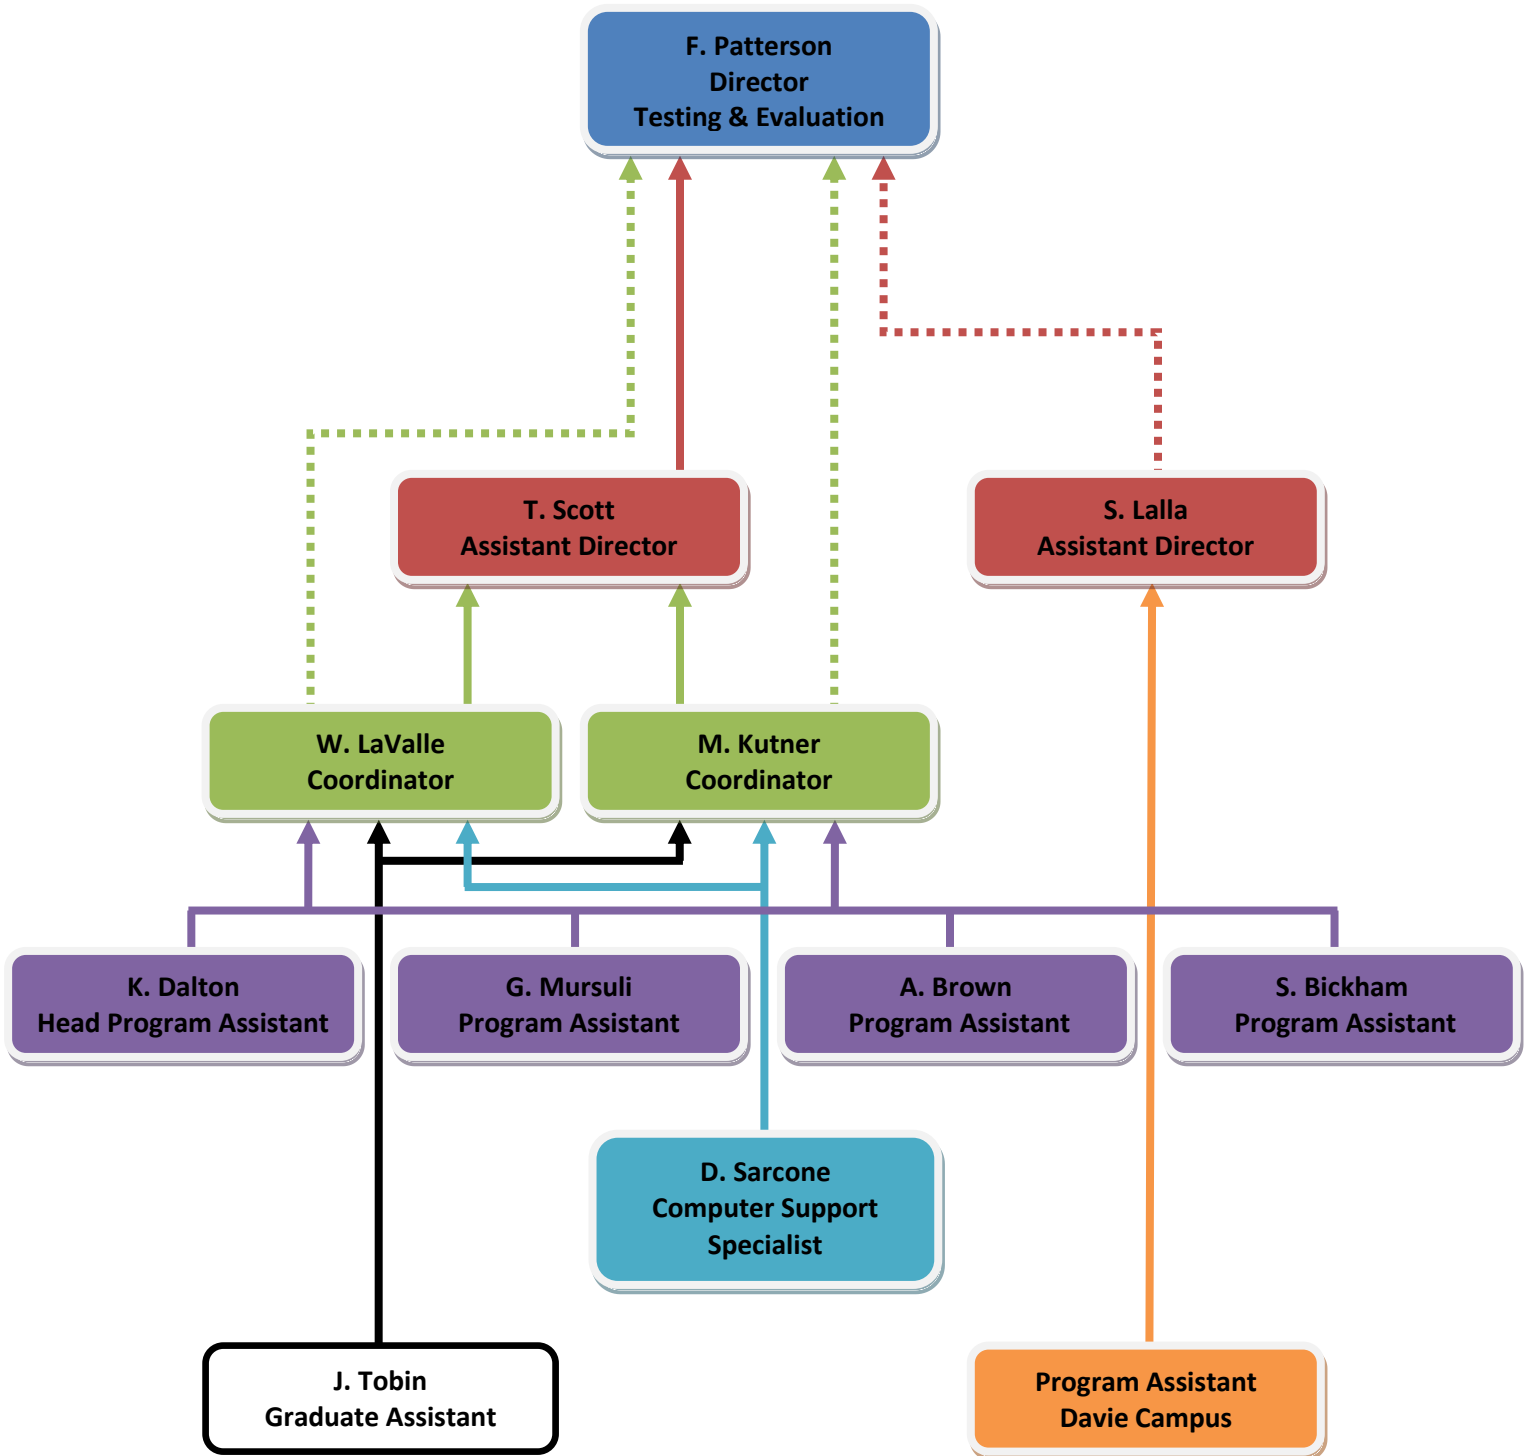 F. Patterson
Director
Testing & Evaluation
T. Scott
Assistant Director
S. Lalla
Assistant Director
W. LaValle
Coordinator
M. Kutner
Coordinator
K. Dalton
Head Program Assistant
G. Mursuli
Program Assistant
A. Brown
Program Assistant
S. Bickham
Program Assistant
D. Sarcone
Computer Support
Specialist
J. Tobin
Graduate Assistant
Program Assistant
Davie Campus